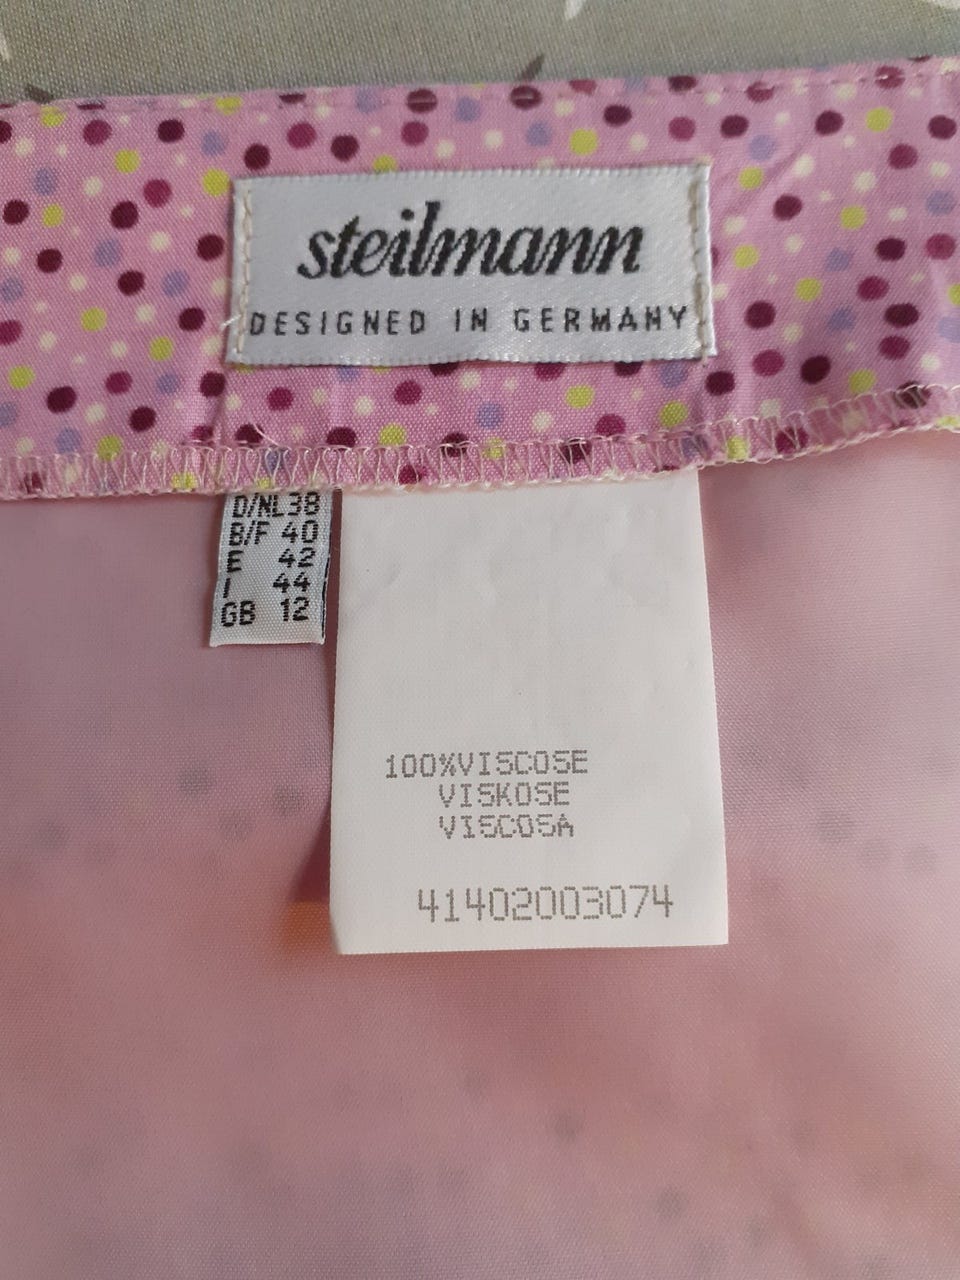 steilmann
DESIGNED IN GERMANY
D/NL 38
B/F 40
E 42
I 44
GB 12
100%VISCOSE
VISKOSE
VISCOSA
41402003074